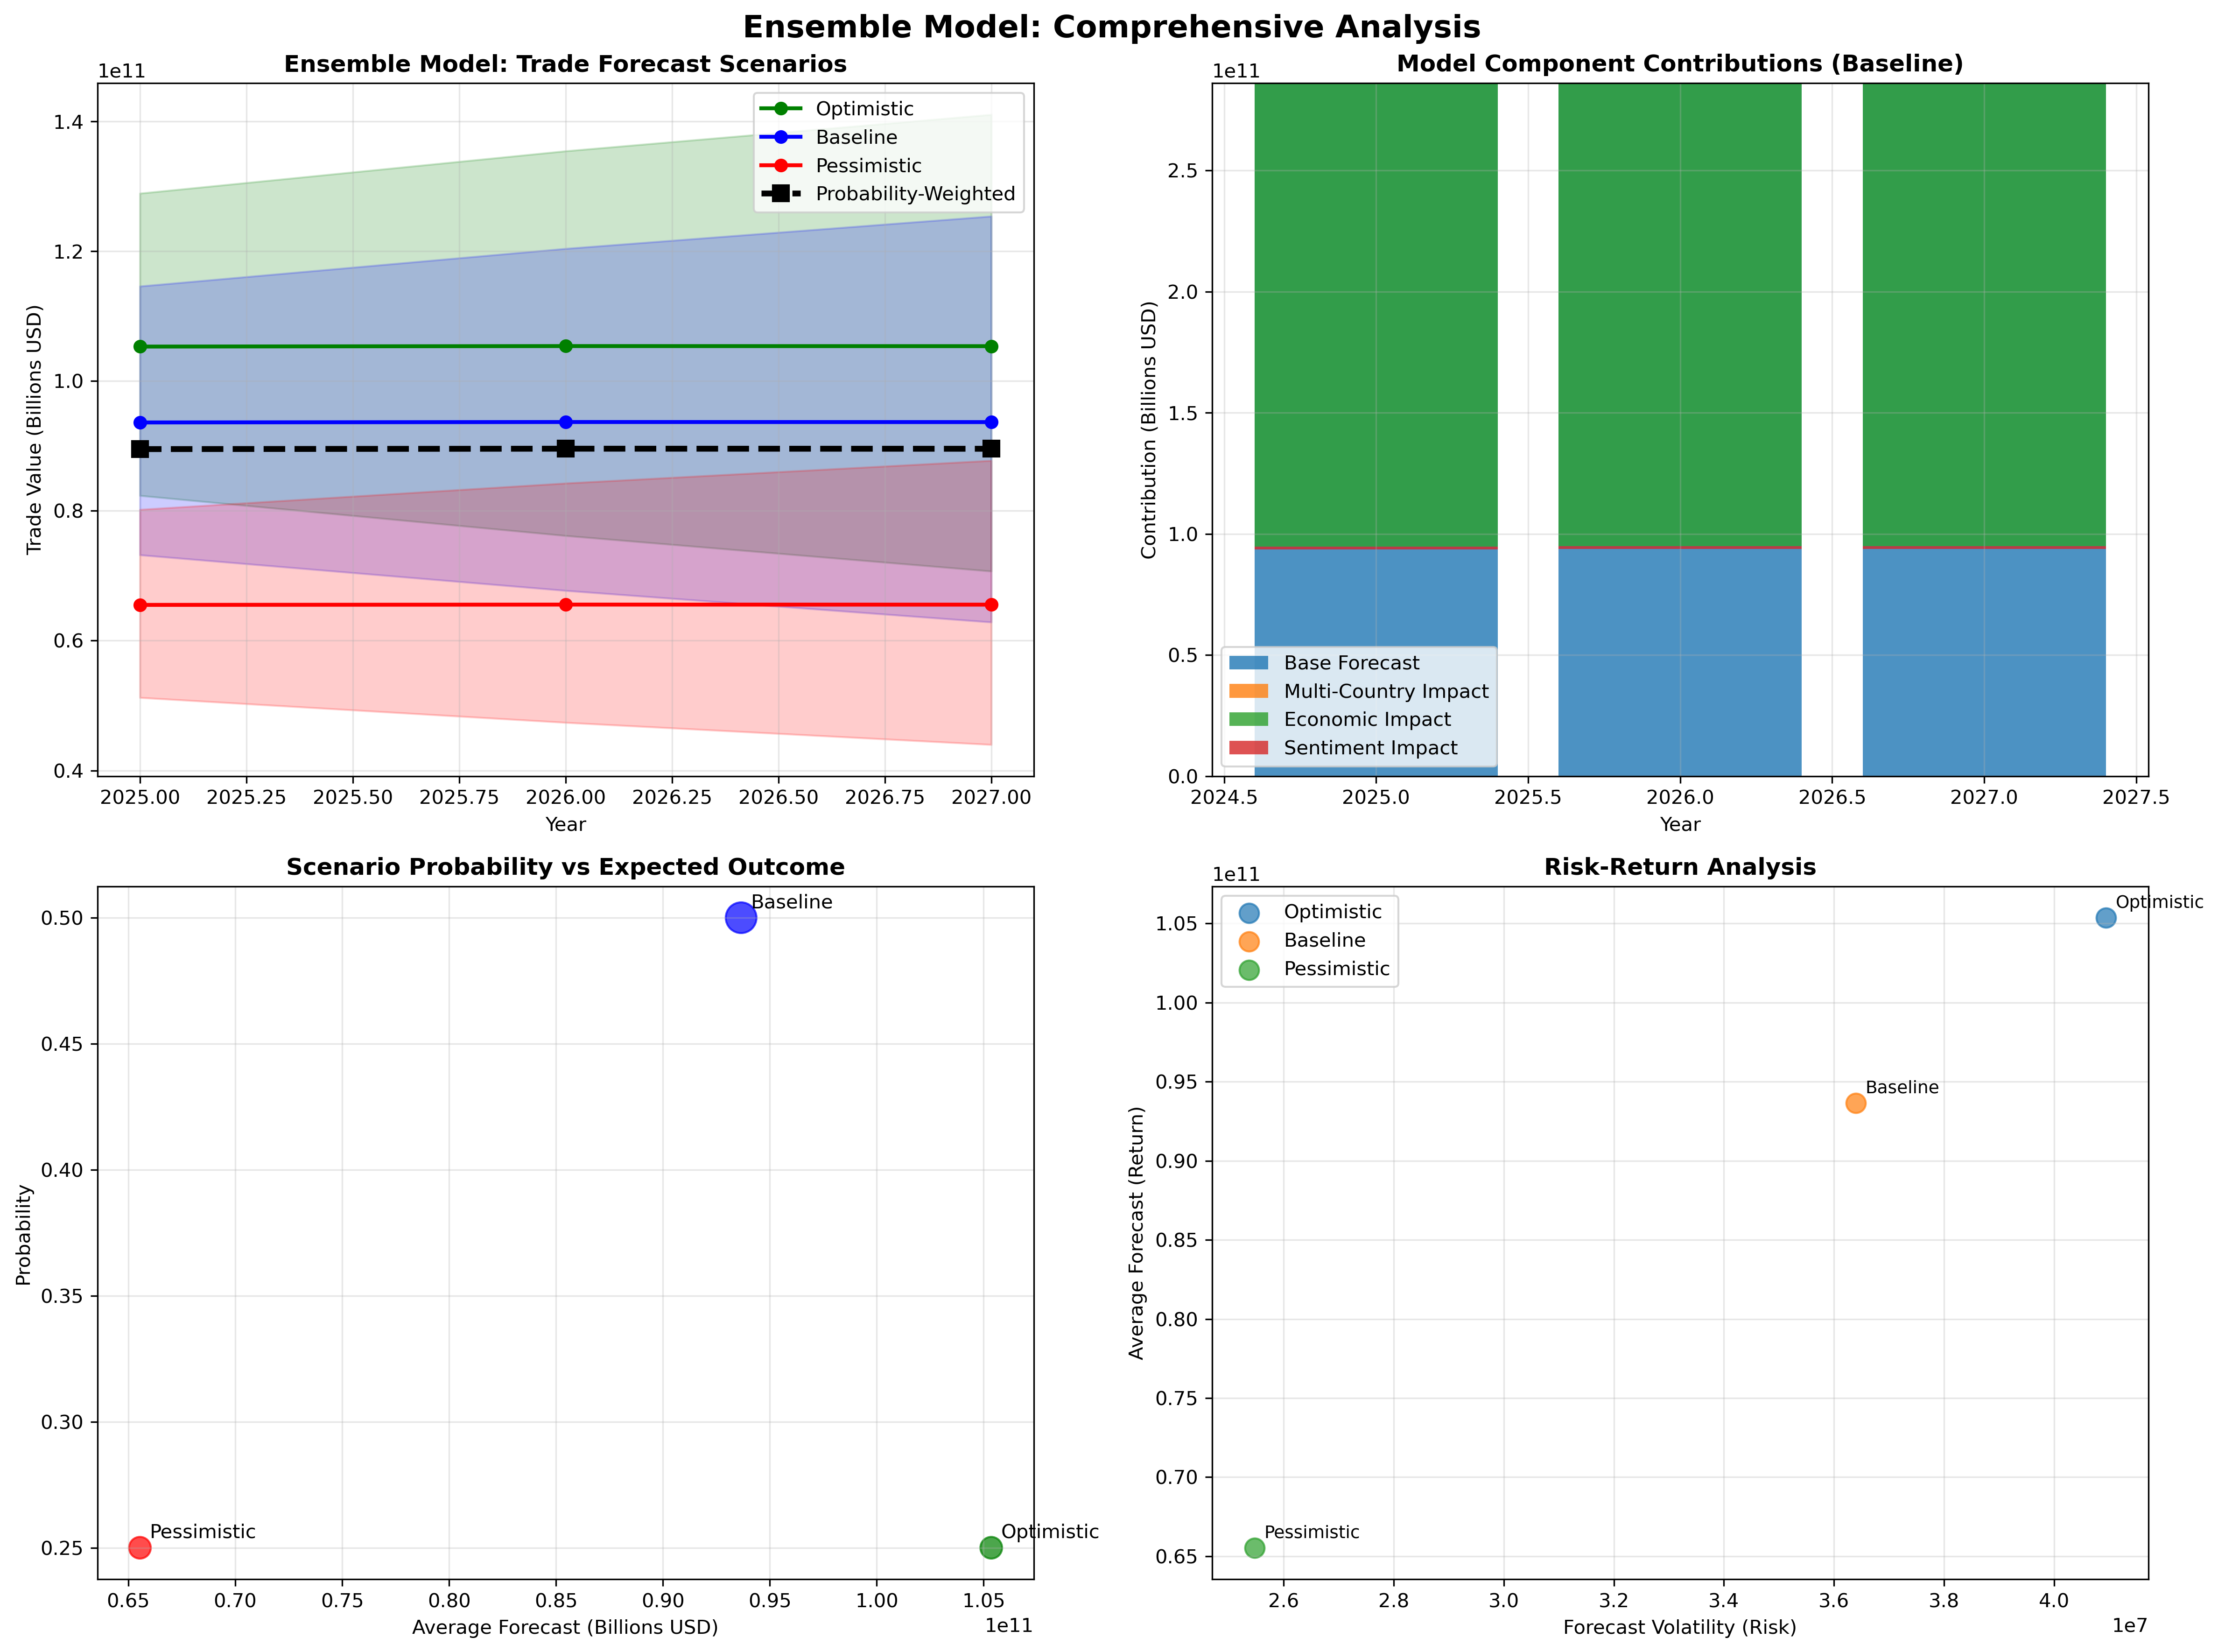 Ensemble Model: Comprehensive Analysis
Ensemble Model: Trade Forecast Scenarios
1e11
Trade Value (Billions USD)
1.4
1.2
1.0
0.8
0.6
0.4
Optimistic
Baseline
Pessimistic
Probability-Weighted
2025.00 2025.25 2025.50 2025.75 2026.00 2026.25 2026.50 2026.75 2027.00
Year
Model Component Contributions (Baseline)
1e11
Contribution (Billions USD)
2.5
2.0
1.5
1.0
0.5
0.0
Base Forecast
Multi-Country Impact
Economic Impact
Sentiment Impact
2024.5 2025.0 2025.5 2026.0 2026.5 2027.0 2027.5
Year
Scenario Probability vs Expected Outcome
Probability
0.50
0.45
0.40
0.35
0.30
0.25
Baseline
Pessimistic
Optimistic
0.65 0.70 0.75 0.80 0.85 0.90 0.95 1.00 1.05
1e11
Average Forecast (Billions USD)
Risk-Return Analysis
1e11
Average Forecast (Return)
1.05
1.00
0.95
0.90
0.85
0.80
0.75
0.70
0.65
Optimistic
Baseline
Pessimistic
Optimistic
Baseline
Pessimistic
2.6 2.8 3.0 3.2 3.4 3.6 3.8 4.0
1e7
Forecast Volatility (Risk)